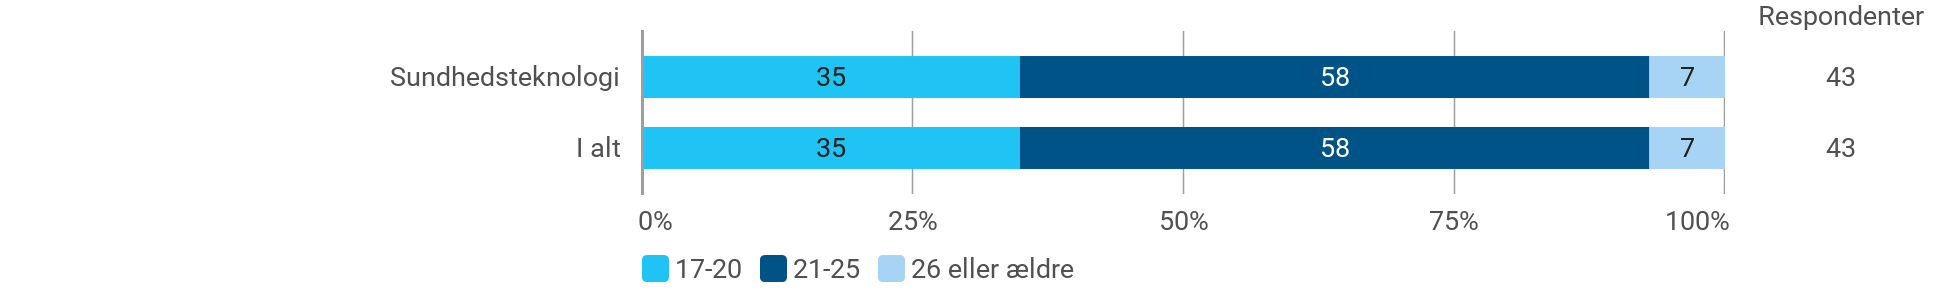 Respondenter
Sundhedsteknologi 35 58 7 43
I alt 35 58 7 43
0% 25% 50% 75% 100%
17-20 21-25 26 eller ældre